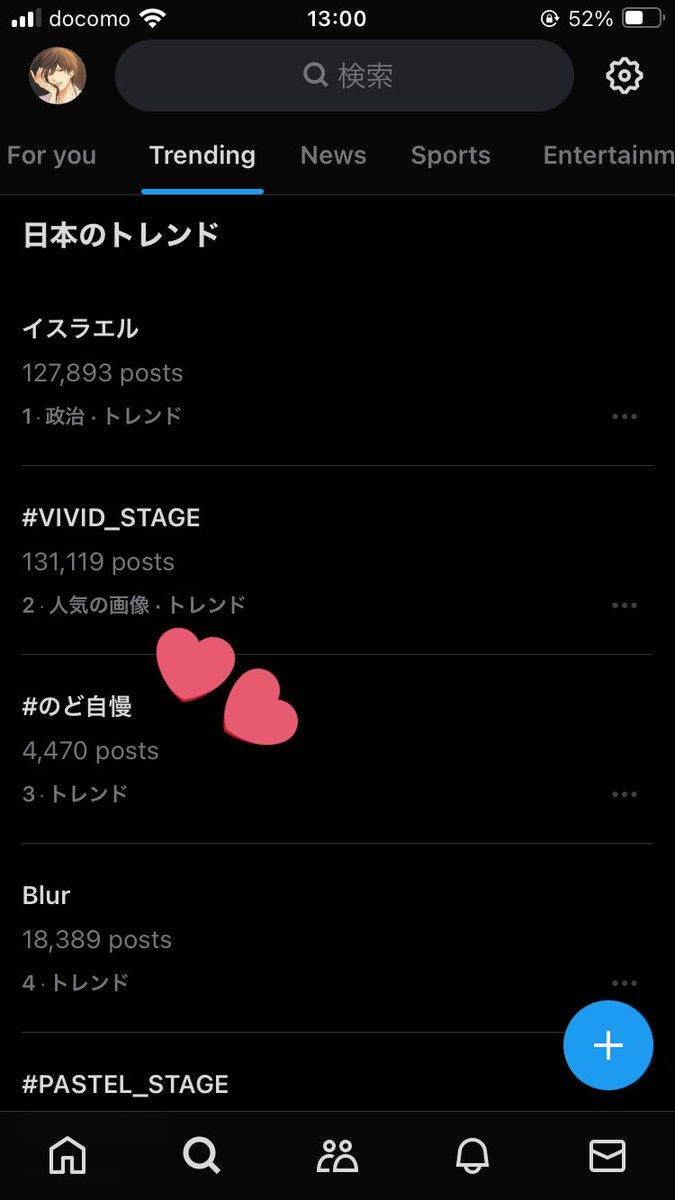 docomo 13:00 52%
検索
For you Trending News Sports Entertainm
日本のトレンド
イスラエル
127,893 posts
1 · 政治 · トレンド
#VIVID_STAGE
131,119 posts
2 · 人気の画像 · トレンド
#のど自慢
4,470 posts
3 · トレンド
Blur
18,389 posts
4 · トレンド
#PASTEL_STAGE